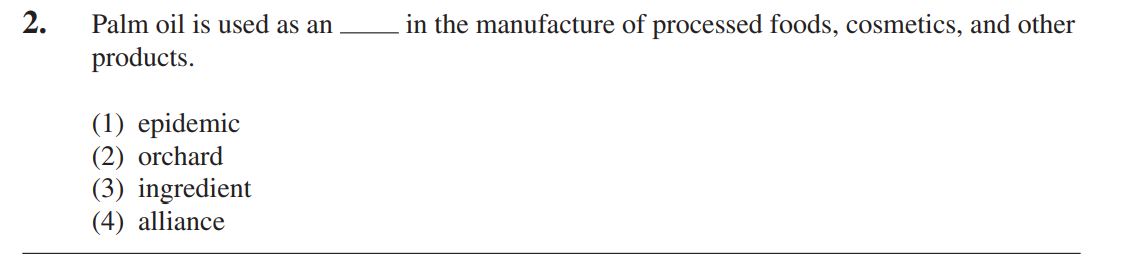 2. Palm oil is used as an _____ in the manufacture of processed foods, cosmetics, and other
products.
(1) epidemic
(2) orchard
(3) ingredient
(4) alliance